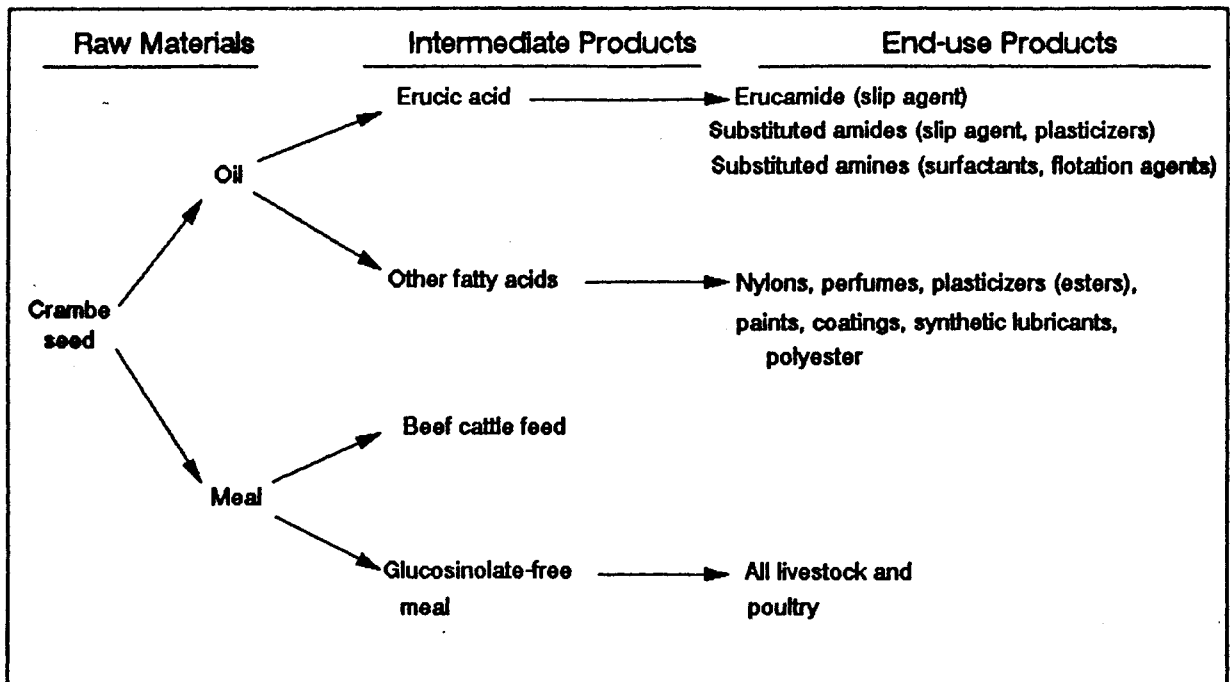 Raw Materials
Intermediate Products
End-use Products
Erucic acid
Erucamide (slip agent)
Substituted amides (slip agent, plasticizers)
Substituted amines (surfactants, flotation agents)
Oil
Other fatty acids
Nylons, perfumes, plasticizers (esters),
paints, coatings, synthetic lubricants,
polyester
Crambe
seed
Beef cattle feed
Meal
Glucosinolate-free
meal
All livestock and
poultry